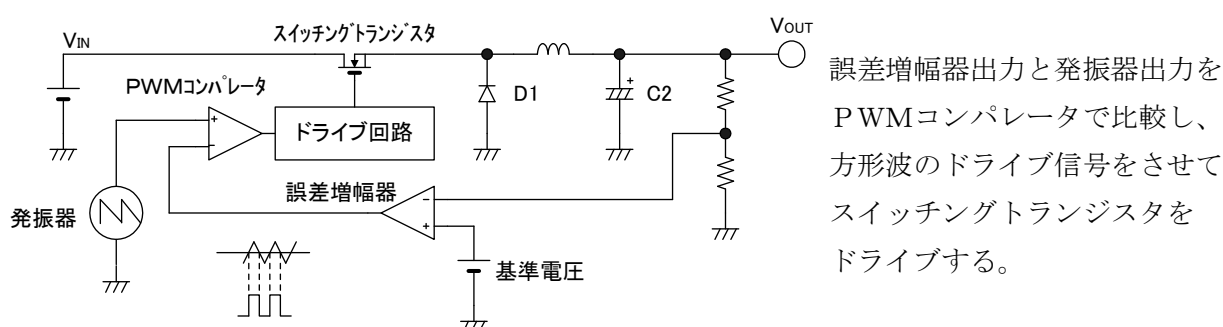 スイッチングトランジスタ
VIN
VOUT
PWMコンパレータ
D1
C2
ドライブ回路
誤差増幅器
発振器
基準電圧
+
-
-
+
+
誤差増幅器出力と発振器出力を
PWMコンパレータで比較し、
方形波のドライブ信号をさせて
スイッチングトランジスタを
ドライブする。